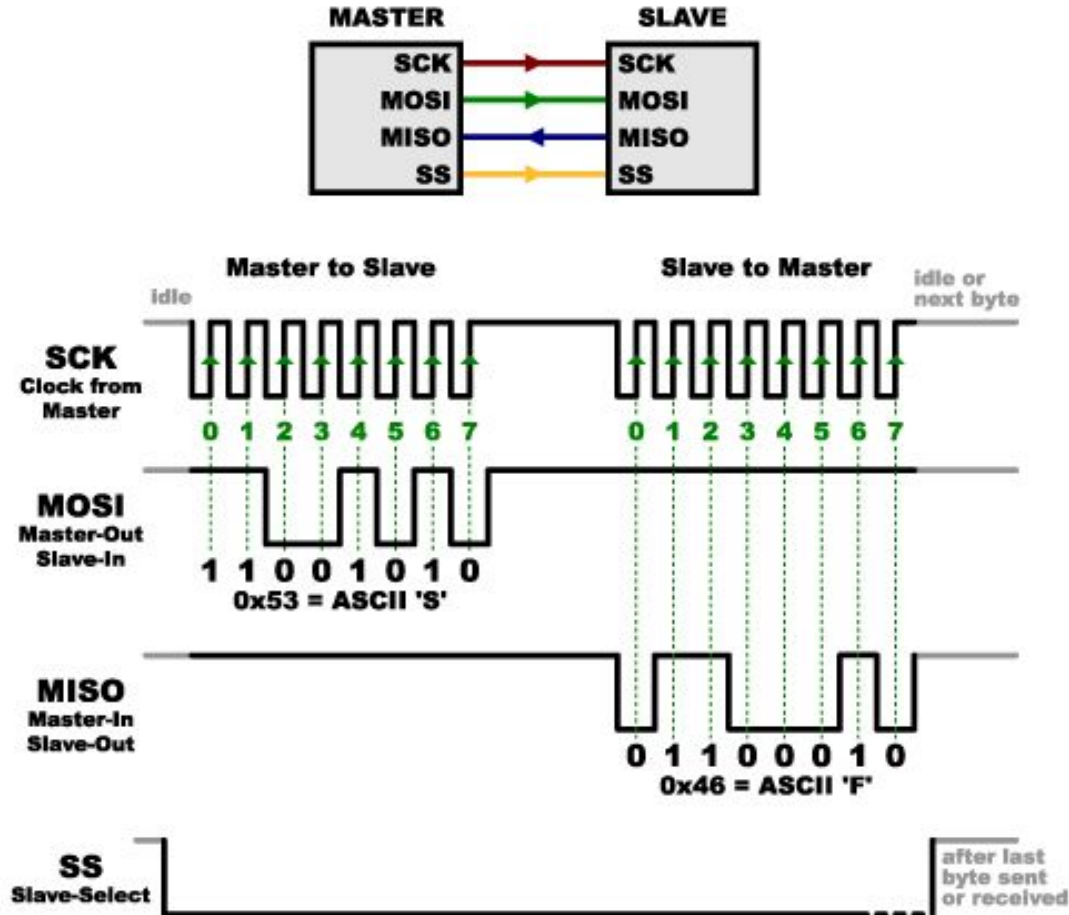 MASTER
SLAVE
SCK
SCK
MOSI
MOSI
MISO
MISO
SS
SS
Master to Slave
Slave to Master
idle
idle or
next byte
SCK
Clock from
Master
0 1 2 3 4 5 6 7
0 1 2 3 4 5 6 7
MOSI
Master-Out
Slave-In
1 1 0 0 1 0 1 0
0x53 = ASCII 'S'
MISO
Master-In
Slave-Out
0 1 1 0 0 0 1 0
0x46 = ASCII 'F'
SS
Slave-Select
after last
byte sent
or received